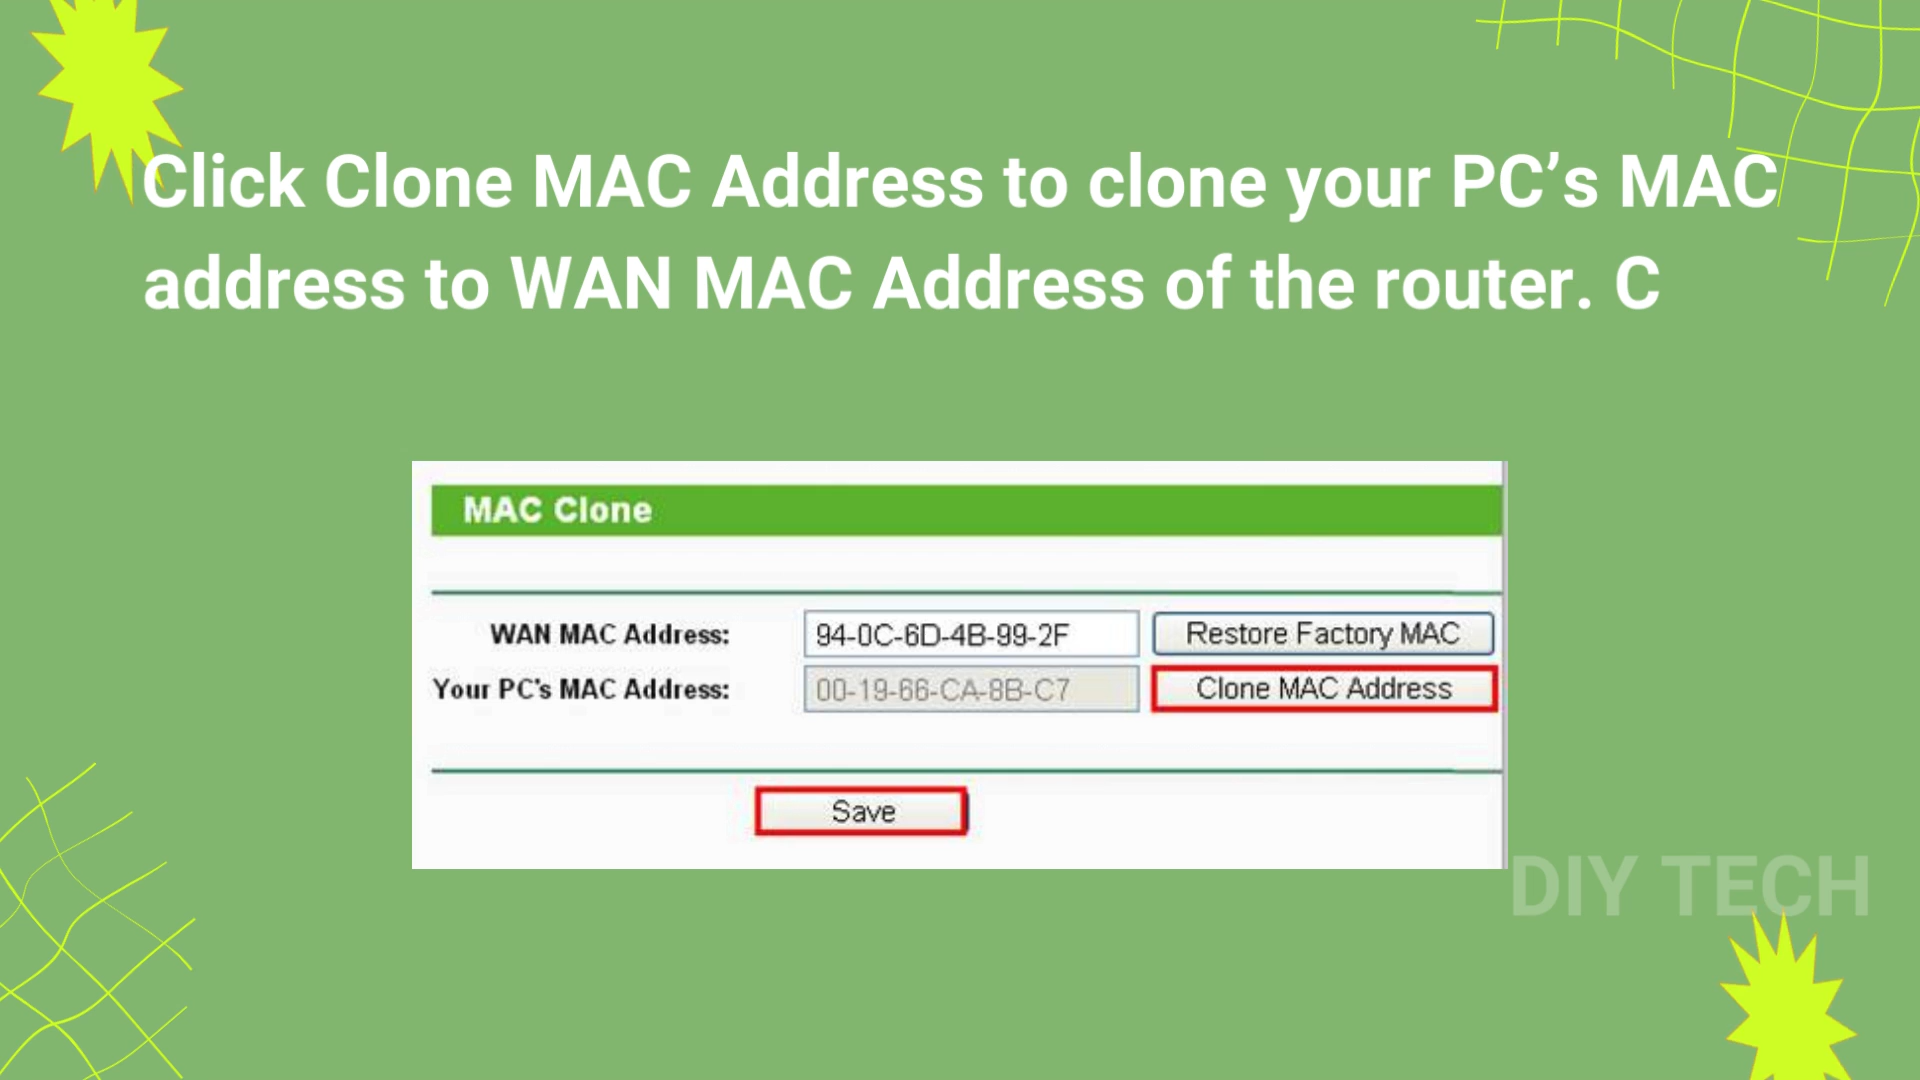 Click Clone MAC Address to clone your PC’s MAC
address to WAN MAC Address of the router. C
MAC Clone
WAN MAC Address: 94-0C-6D-4B-99-2F Restore Factory MAC
Your PC's MAC Address: 00-19-66-CA-8B-C7 Clone MAC Address
Save
DIY TECH